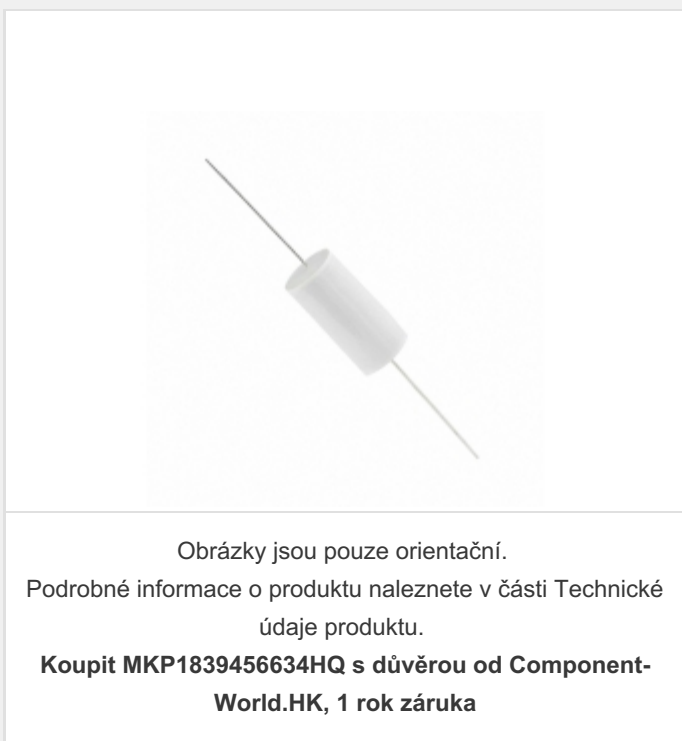 Obrázky jsou pouze orientační.
Podrobné informace o produktu naleznete v části Technické
údaje produktu.
Koupit MKP1839456634HQ s důvěrou od Component-
World.HK, 1 rok záruka